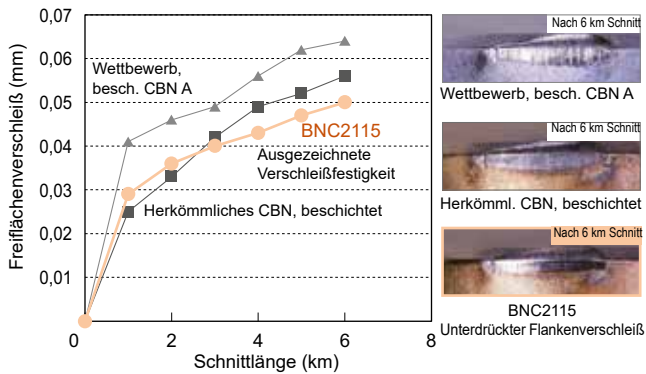 0,07
0,06
0,05
0,04
0,03
0,02
0,01
0
2
4
6
8
Freiflächenverschleiß (mm)
Schnittlänge (km)
Wettbewerb,
besch. CBN A
BNC2115
Ausgezeichnete
Verschleißfestigkeit
Herkömmliches CBN, beschichtet
Nach 6 km Schnitt
Wettbewerb, besch. CBN A
Nach 6 km Schnitt
Herkömml. CBN, beschichtet
Nach 6 km Schnitt
BNC2115
Unterdrückter Flankenverschleiß